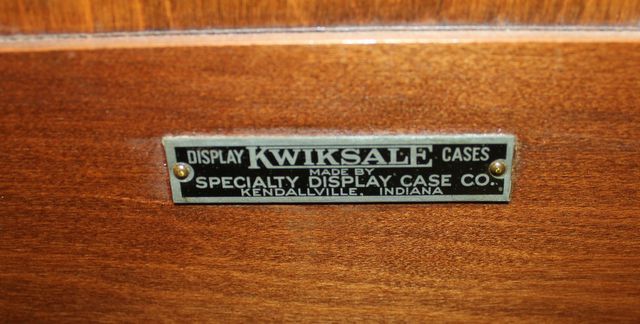 DISPLAY KWIKSALE CASES
MADE BY
SPECIALTY DISPLAY CASE CO.
KENDALLVILLE, INDIANA